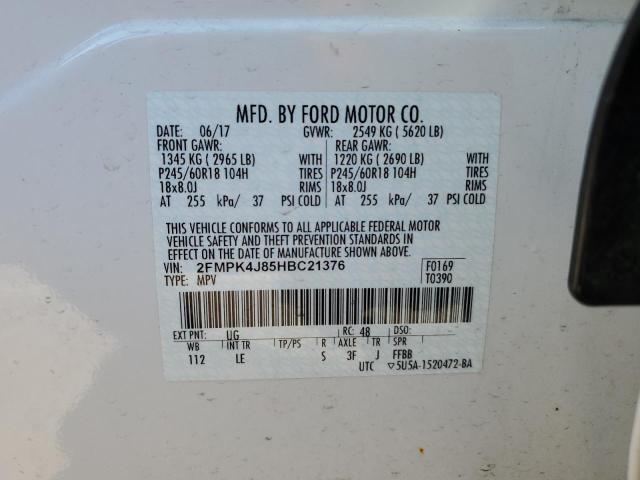 MFD. BY FORD MOTOR CO.
DATE: 06/17 GVWR: 2549 KG ( 5620 LB)
FRONT GAWR: REAR GAWR:
1345 KG ( 2965 LB) WITH 1220 KG ( 2690 LB) WITH
P245/60R18 104H TIRES P245/60R18 104H TIRES
18x8.0J RIMS 18x8.0J RIMS
AT 255 kPa/ 37 PSI COLD AT 255 kPa/ 37 PSI COLD
THIS VEHICLE CONFORMS TO ALL APPLICABLE FEDERAL MOTOR
VEHICLE SAFETY AND THEFT PREVENTION STANDARDS IN
EFFECT ON THE DATE OF MANUFACTURE SHOWN ABOVE.
VIN: 2FMPK4J85HBC21376 F0169
TYPE: MPV T0390
EXT PNT: UG RC: 48 DSO:
WB INT TR TP/PS R AXLE TR SPR
112 LE S 3F J FFBB
UTC ▽5U5A-1520472-BA